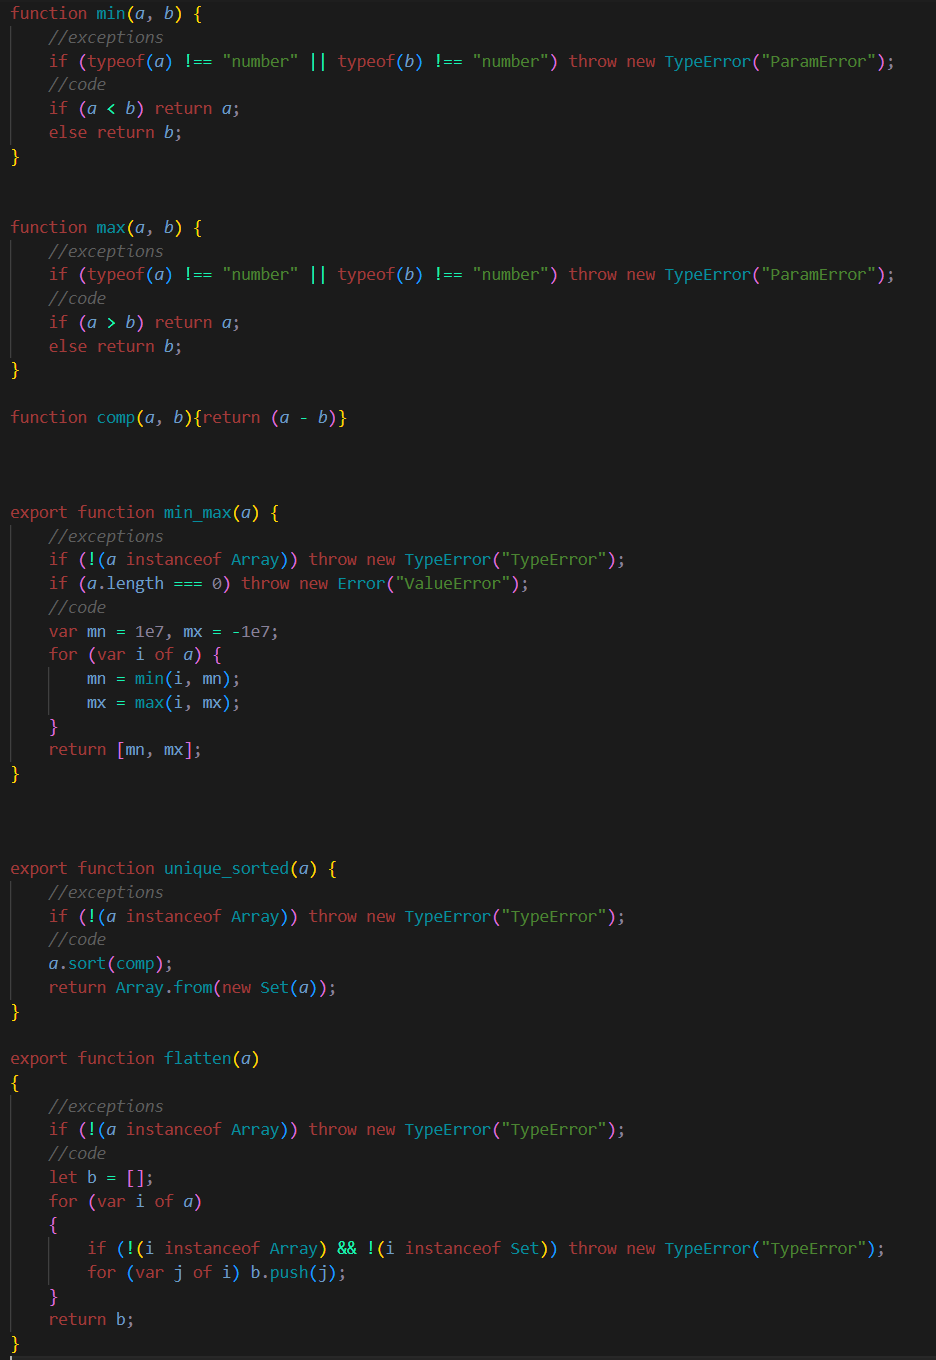 function min(a, b) {
    //exceptions
    if (typeof(a) !== "number" || typeof(b) !== "number") throw new TypeError("ParamError");
    //code
    if (a < b) return a;
    else return b;
}
function max(a, b) {
    //exceptions
    if (typeof(a) !== "number" || typeof(b) !== "number") throw new TypeError("ParamError");
    //code
    if (a > b) return a;
    else return b;
}
function comp(a, b){return (a - b)}
export function min_max(a) {
    //exceptions
    if (!(a instanceof Array)) throw new TypeError("TypeError");
    if (a.length === 0) throw new Error("ValueError");
    //code
    var mn = 1e7, mx = -1e7;
    for (var i of a) {
        mn = min(i, mn);
        mx = max(i, mx);
    }
    return [mn, mx];
}
export function unique_sorted(a) {
    //exceptions
    if (!(a instanceof Array)) throw new TypeError("TypeError");
    //code
    a.sort(comp);
    return Array.from(new Set(a));
}
export function flatten(a)
{
    //exceptions
    if (!(a instanceof Array)) throw new TypeError("TypeError");
    //code
    let b = [];
    for (var i of a)
    {
        if (!(i instanceof Array) && !(i instanceof Set)) throw new TypeError("TypeError");
        for (var j of i) b.push(j);
    }
    return b;
}